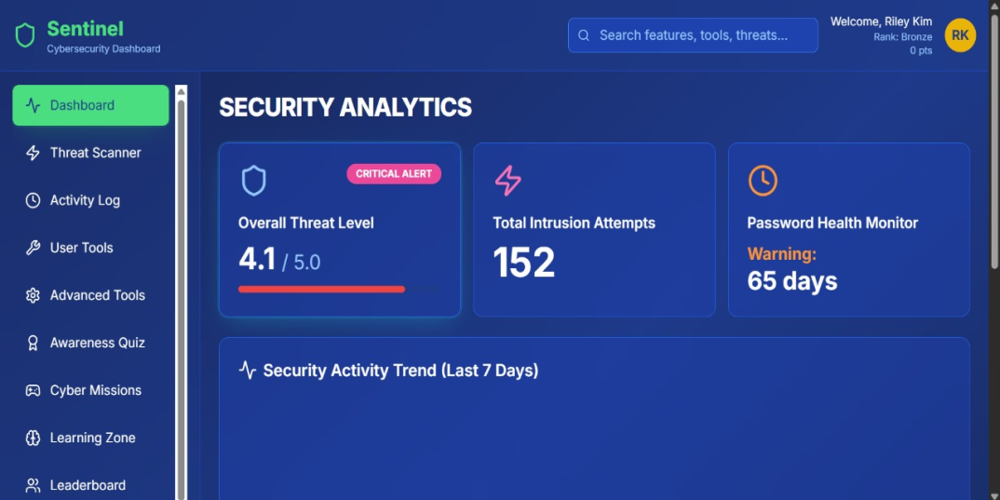 Sentinel
Cybersecurity Dashboard
Search features, tools, threats...
Welcome, Riley Kim
Rank: Bronze
0 pts
RK
Dashboard
Threat Scanner
Activity Log
User Tools
Advanced Tools
Awareness Quiz
Cyber Missions
Learning Zone
Leaderboard
SECURITY ANALYTICS
CRITICAL ALERT
Overall Threat Level
4.1 / 5.0
Total Intrusion Attempts
152
Password Health Monitor
Warning:
65 days
Security Activity Trend (Last 7 Days)